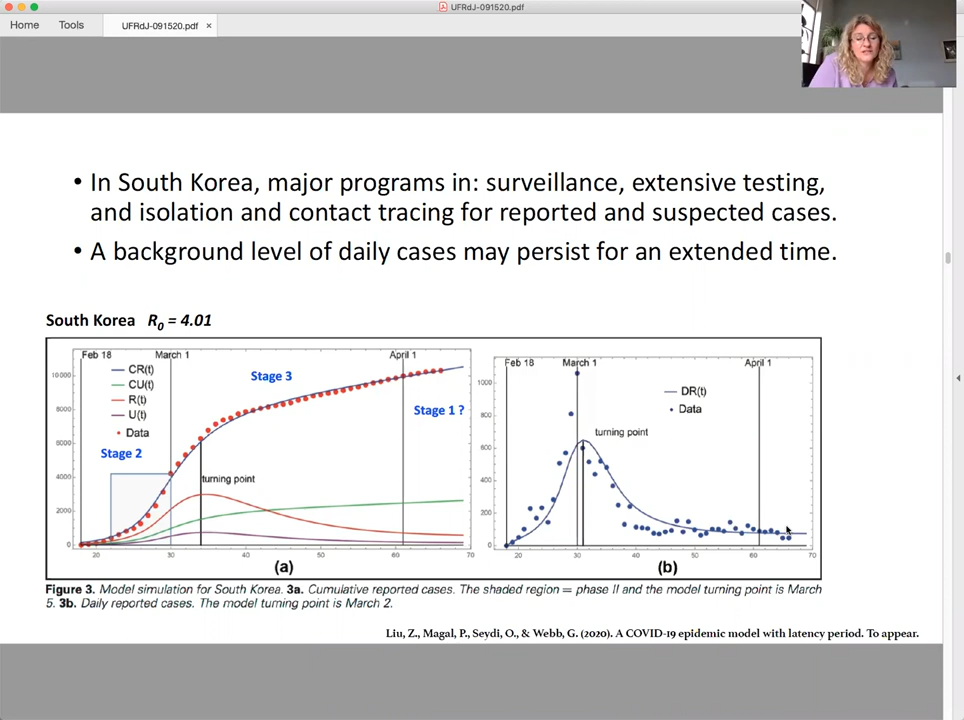 UFRdJ-091520.pdf
Home Tools UFRdJ-091520.pdf ×
• In South Korea, major programs in: surveillance, extensive testing,
and isolation and contact tracing for reported and suspected cases.
• A background level of daily cases may persist for an extended time.
South Korea R0 = 4.01
Feb 18 March 1 April 1
CR(t)
CU(t)
R(t)
U(t)
Data
Stage 2
Stage 3
Stage 1 ?
turning point
10000
8000
6000
4000
2000
0
20 30 40 50 60 70
(a)
Feb 18 March 1 April 1
DR(t)
Data
turning point
1000
800
600
400
200
0
20 30 40 50 60 70
(b)
Figure 3. Model simulation for South Korea. 3a. Cumulative reported cases. The shaded region = phase II and the model turning point is March
5. 3b. Daily reported cases. The model turning point is March 2.
Liu, Z., Magal, P., Seydi, O., & Webb, G. (2020). A COVID-19 epidemic model with latency period. To appear.